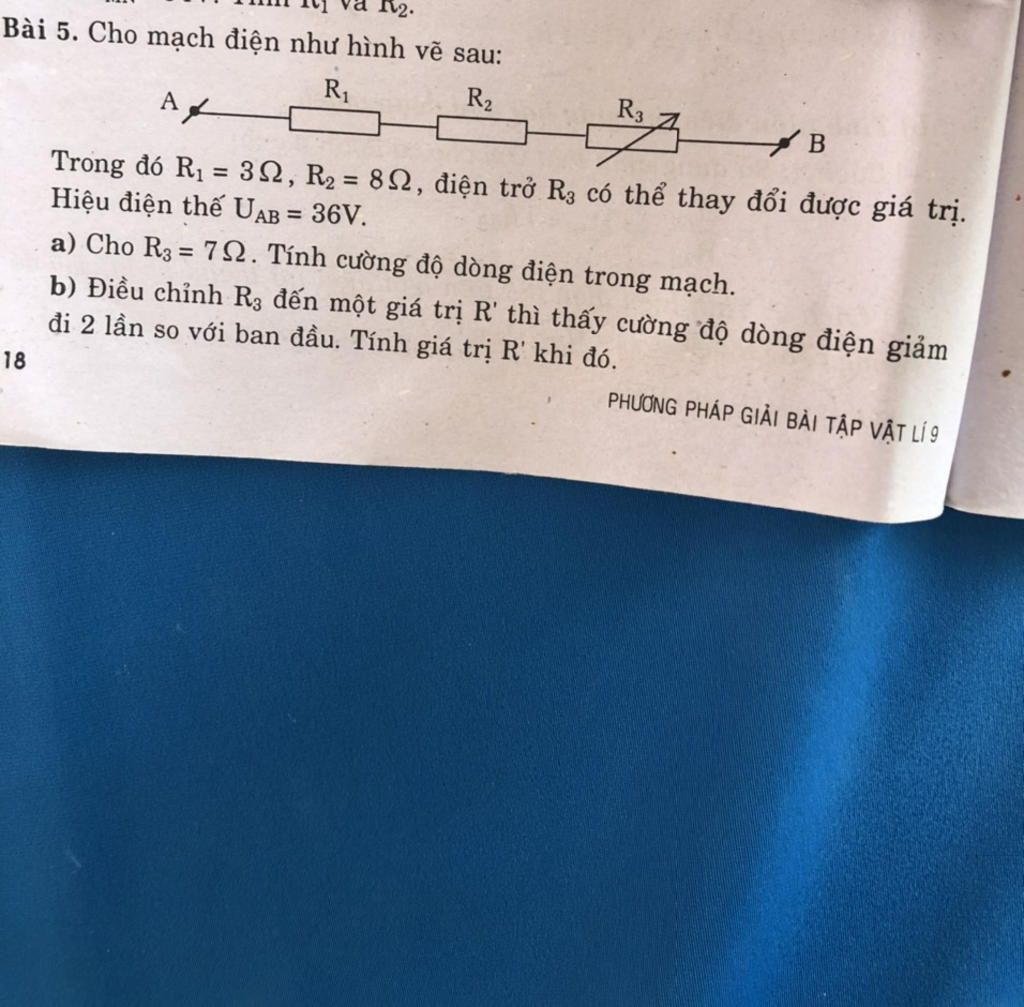 R₁ và R₂.
Bài 5. Cho mạch điện như hình vẽ sau:
A R₁ R₂ R₃ B
Trong đó R₁ = 3Ω, R₂ = 8Ω, điện trở R₃ có thể thay đổi được giá trị.
Hiệu điện thế U_AB = 36V.
a) Cho R₃ = 7Ω. Tính cường độ dòng điện trong mạch.
b) Điều chỉnh R₃ đến một giá trị R' thì thấy cường độ dòng điện giảm
đi 2 lần so với ban đầu. Tính giá trị R' khi đó.
18
PHƯƠNG PHÁP GIẢI BÀI TẬP VẬT LÍ 9